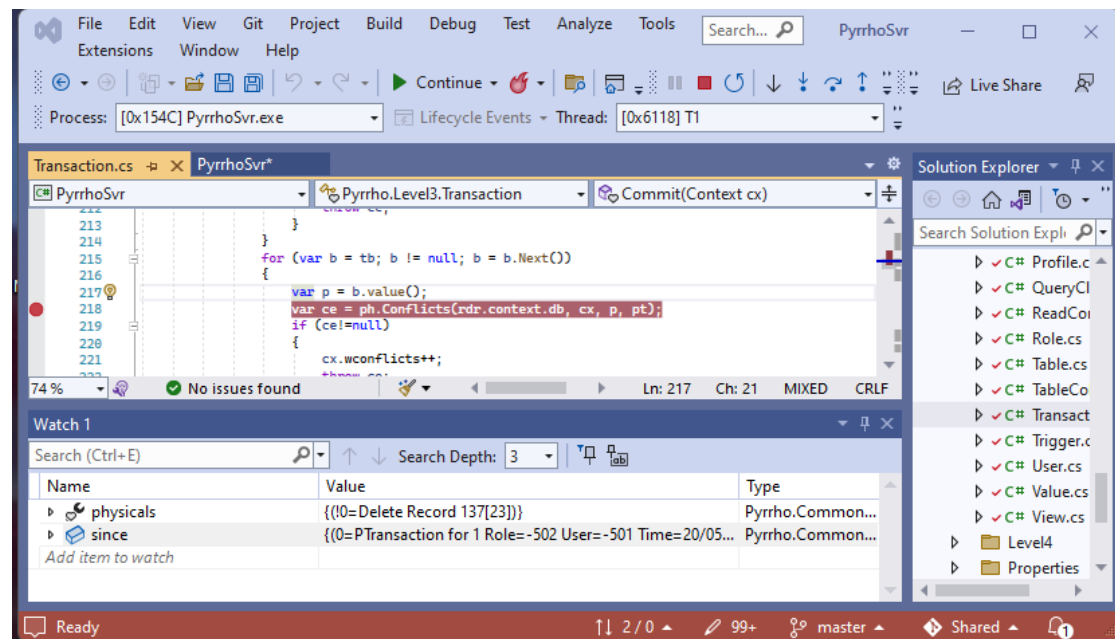 File Edit View Git Project Build Debug Test Analyze Tools Search... PyrrhoSvr
Extensions Window Help
Continue Live Share
Process: [0x154C] PyrrhoSvr.exe Lifecycle Events Thread: [0x6118] T1
Transaction.cs PyrrhoSvr*
Solution Explorer
C# PyrrhoSvr Pyrrho.Level3.Transaction Commit(Context cx)
Search Solution Expl
213 }
214 }
215 for (var b = tb; b != null; b = b.Next())
216 {
217 var p = b.value();
218 var ce = ph.Conflicts(rdr.context.db, cx, p, pt);
219 if (ce!=null)
220 {
221 cx.wconflicts++;
74 % No issues found Ln: 217 Ch: 21 MIXED CRLF
C# Profile.c
C# QueryCl
C# ReadCon
C# Role.cs
C# Table.cs
C# TableCo
C# Transact
C# Trigger.c
C# User.cs
C# Value.cs
C# View.cs
Level4
Properties
Watch 1
Search (Ctrl+E) Search Depth: 3
Name Value Type
physicals {(!0=Delete Record 137[23])} Pyrrho.Common...
since {(0=PTransaction for 1 Role=-502 User=-501 Time=20/05... Pyrrho.Common...
Add item to watch
Ready 2 / 0 99+ master Shared 1